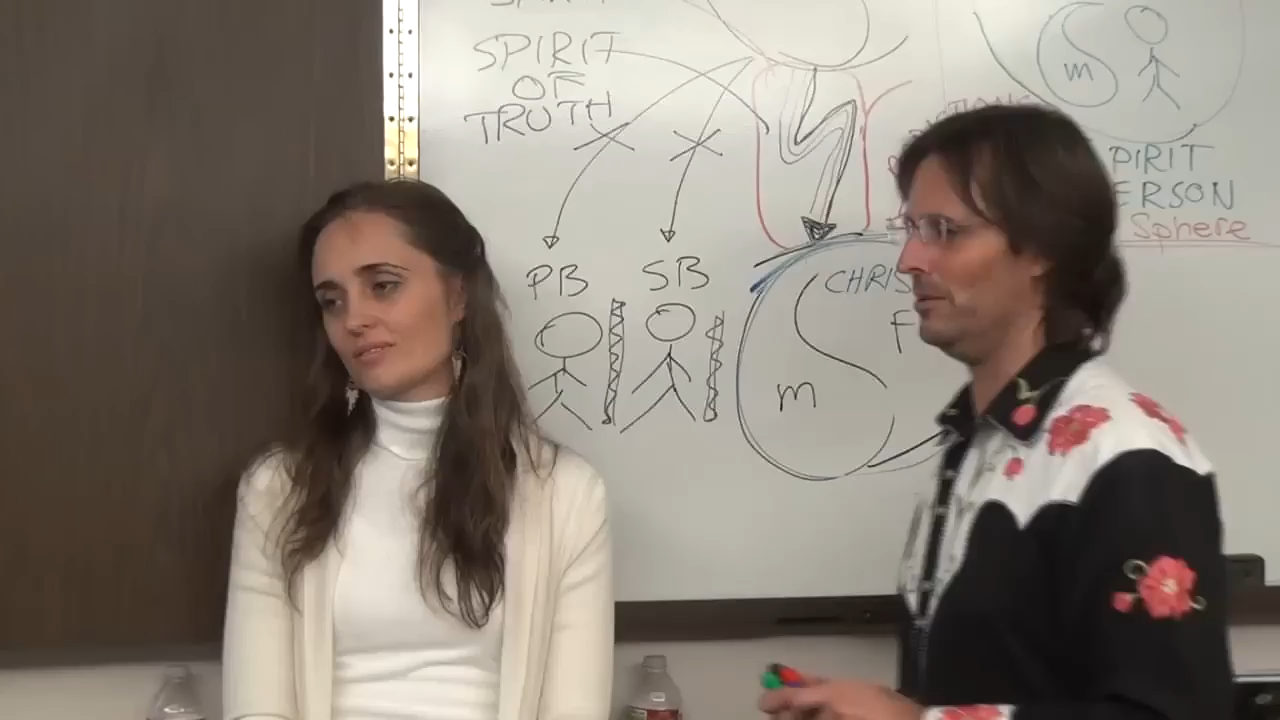 SPIRIT
OF
TRUTH
m
PIRIT
ERSON
Sphere
PB
SB
CHRIS
F
m